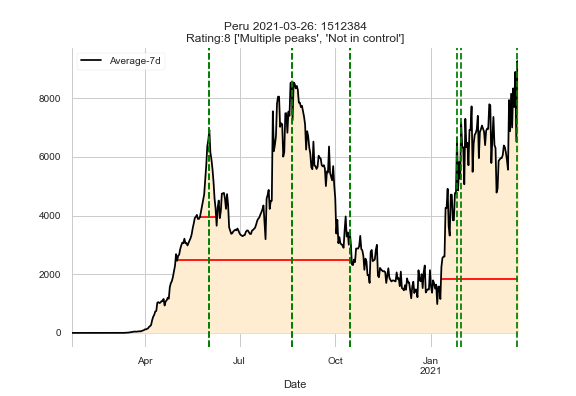 Peru 2021-03-26: 1512384
Rating:8 ['Multiple peaks', 'Not in control']
Average-7d
8000
6000
4000
2000
0
Apr
Jul
Oct
Jan
2021
Date